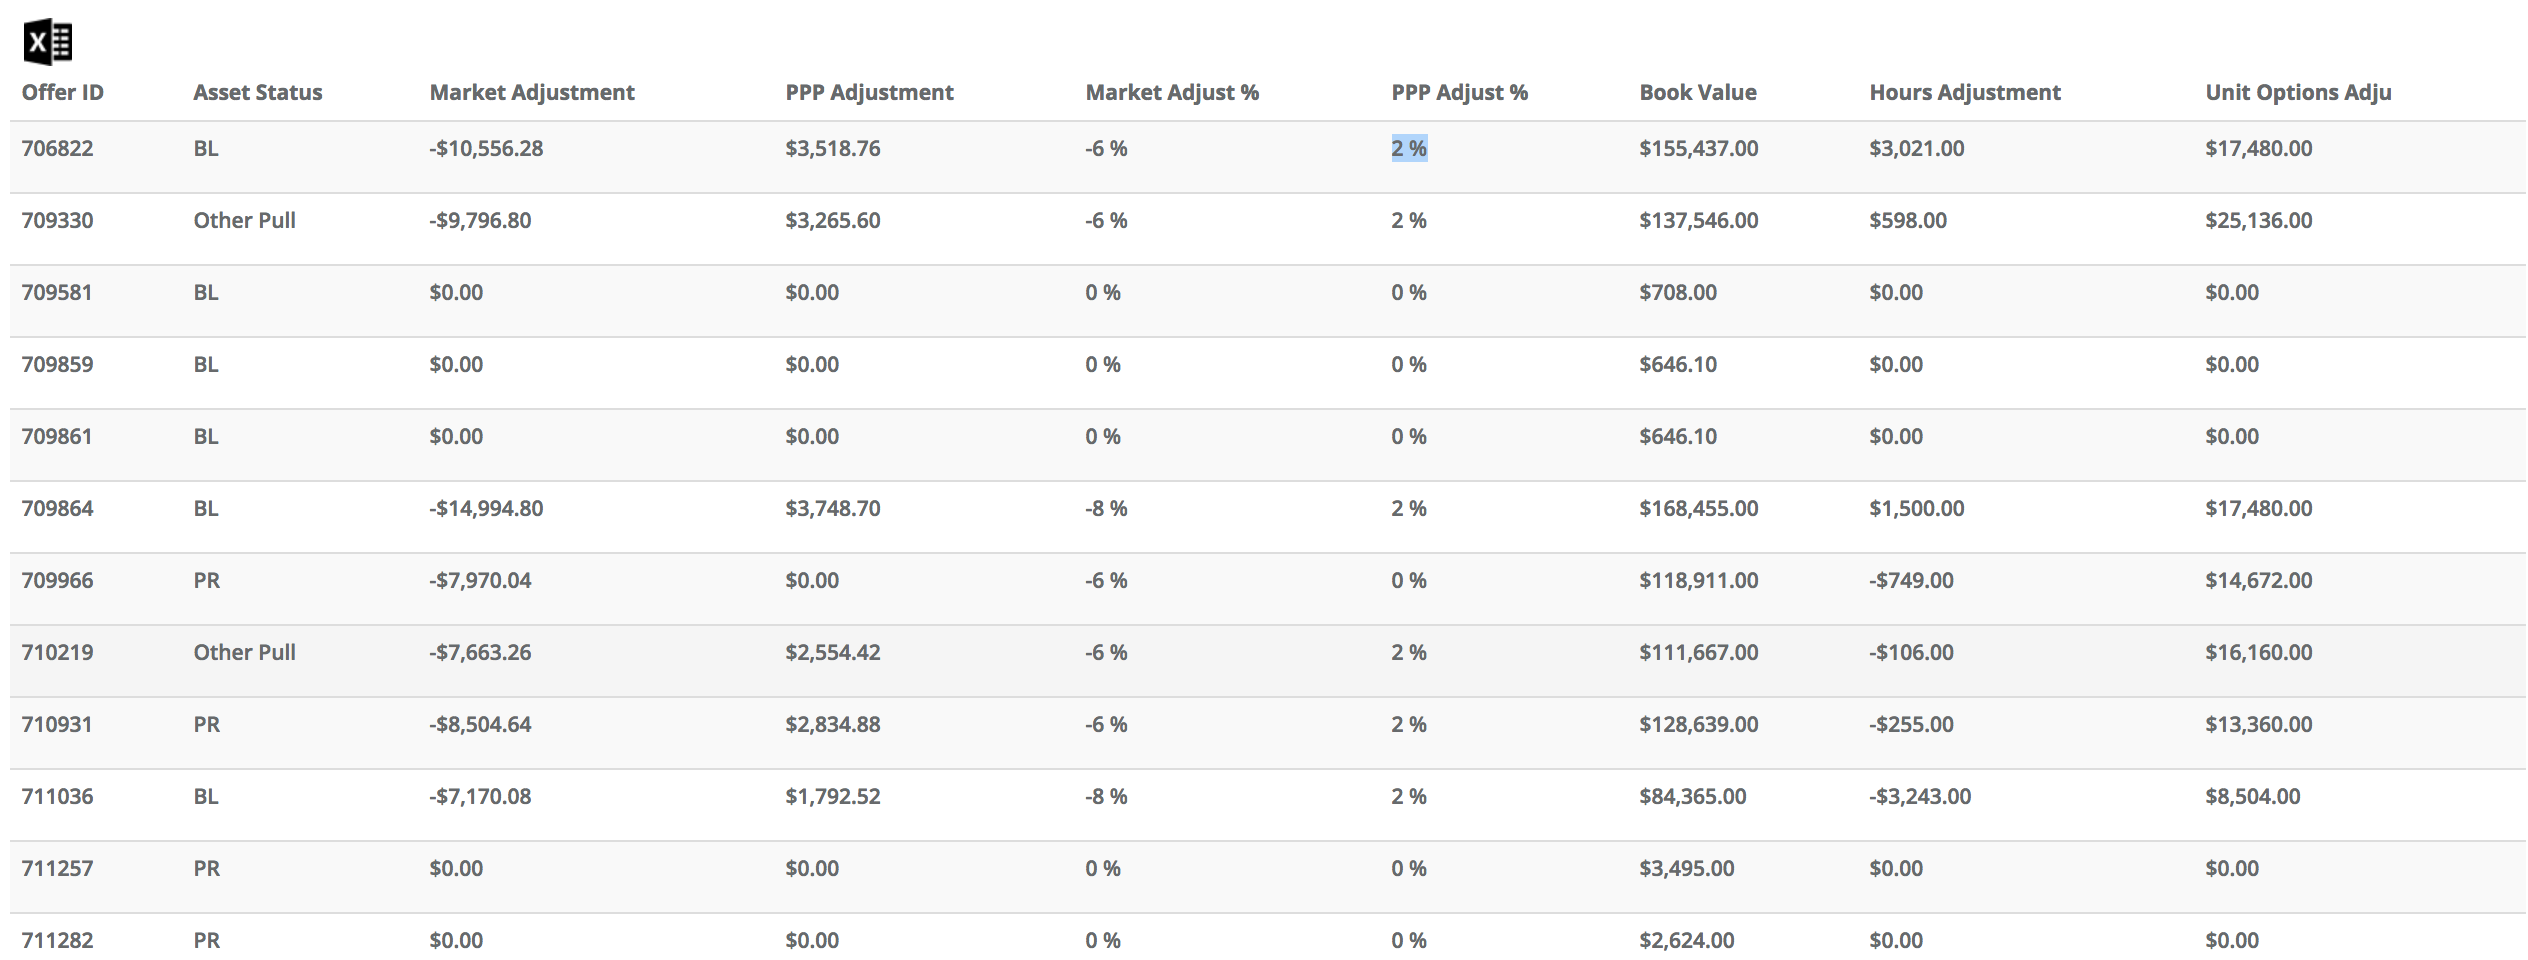 X
Offer ID Asset Status Market Adjustment PPP Adjustment Market Adjust % PPP Adjust % Book Value Hours Adjustment Unit Options Adju
706822 BL -$10,556.28 $3,518.76 -6 % 2 % $155,437.00 $3,021.00 $17,480.00
709330 Other Pull -$9,796.80 $3,265.60 -6 % 2 % $137,546.00 $598.00 $25,136.00
709581 BL $0.00 $0.00 0 % 0 % $708.00 $0.00 $0.00
709859 BL $0.00 $0.00 0 % 0 % $646.10 $0.00 $0.00
709861 BL $0.00 $0.00 0 % 0 % $646.10 $0.00 $0.00
709864 BL -$14,994.80 $3,748.70 -8 % 2 % $168,455.00 $1,500.00 $17,480.00
709966 PR -$7,970.04 $0.00 -6 % 0 % $118,911.00 -$749.00 $14,672.00
710219 Other Pull -$7,663.26 $2,554.42 -6 % 2 % $111,667.00 -$106.00 $16,160.00
710931 PR -$8,504.64 $2,834.88 -6 % 2 % $128,639.00 -$255.00 $13,360.00
711036 BL -$7,170.08 $1,792.52 -8 % 2 % $84,365.00 -$3,243.00 $8,504.00
711257 PR $0.00 $0.00 0 % 0 % $3,495.00 $0.00 $0.00
711282 PR $0.00 $0.00 0 % 0 % $2,624.00 $0.00 $0.00